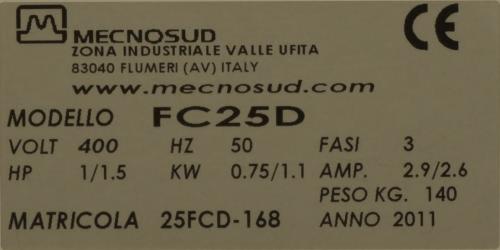 MECNOSUD CE
ZONA INDUSTRIALE VALLE UFITA
83040 FLUMERI (AV) ITALY
www.mecnosud.com
MODELLO FC25D
VOLT 400 HZ 50 FASI 3
HP 1/1.5 KW 0.75/1.1 AMP. 2.9/2.6
PESO KG. 140
MATRICOLA 25FCD-168 ANNO 2011